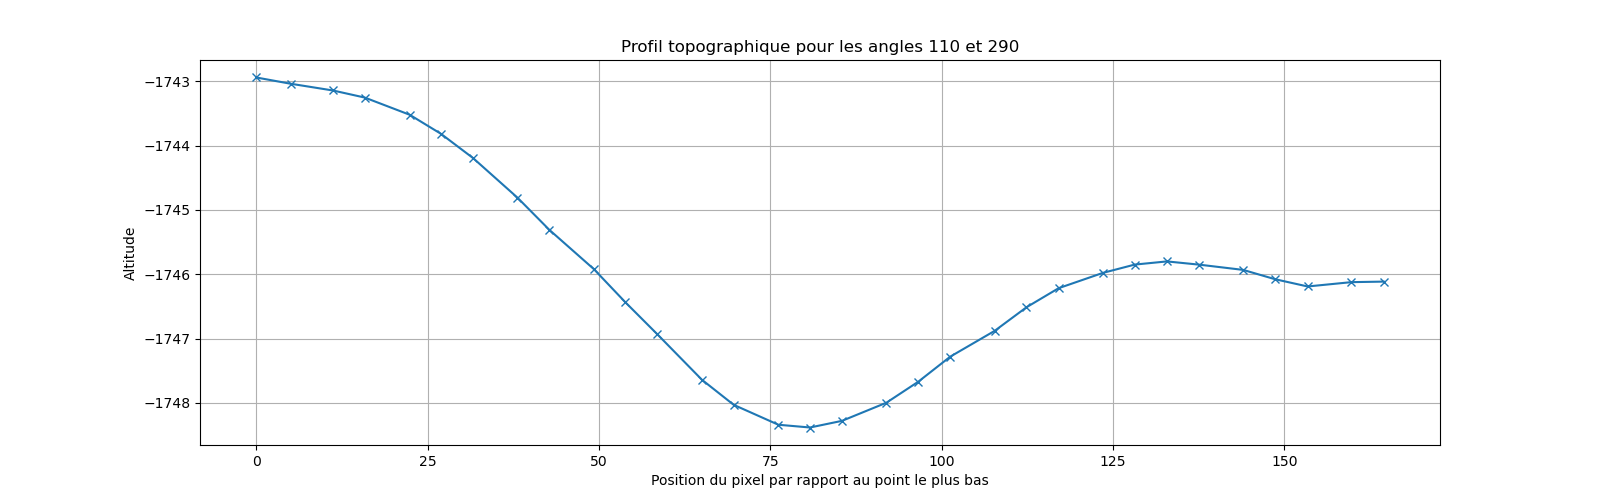 Profil topographique pour les angles 110 et 290
−1743
−1744
−1745
−1746
−1747
−1748
Altitude
0 25 50 75 100 125 150
Position du pixel par rapport au point le plus bas